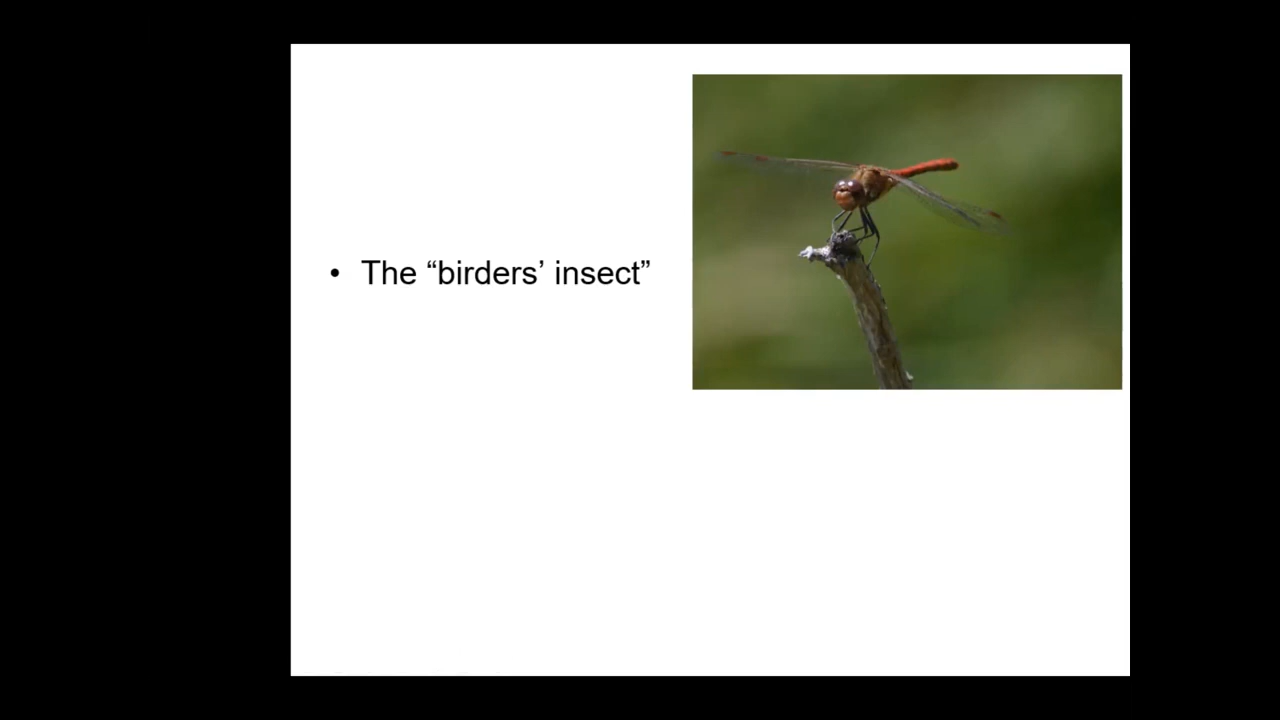 • The “birders’ insect”